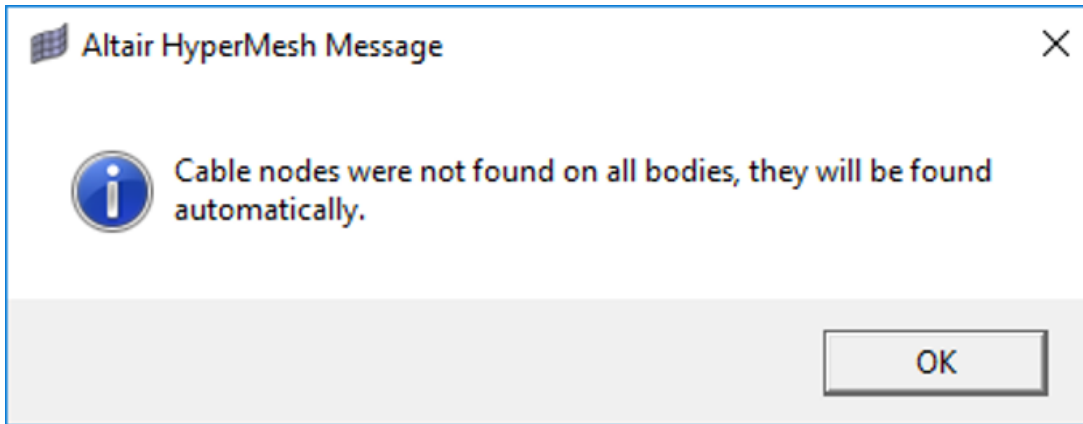 Altair HyperMesh Message
Cable nodes were not found on all bodies, they will be found
automatically.
OK